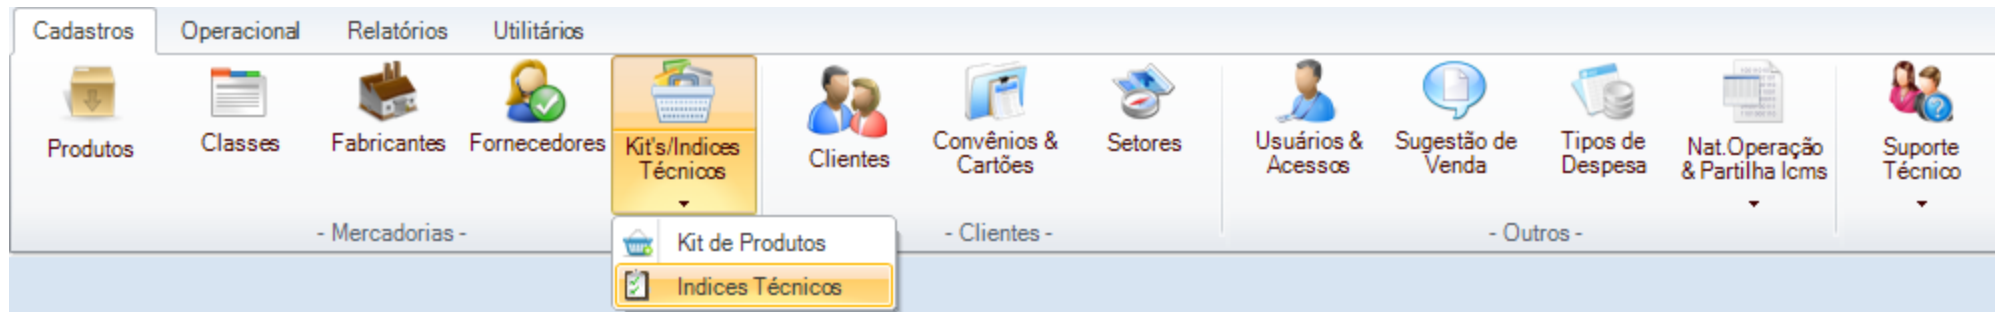 Cadastros Operacional Relatórios Utilitários
Produtos
Classes
Fabricantes
Fornecedores
Kit's/Indices
Técnicos
Clientes
Convênios &
Cartões
Setores
Usuários &
Acessos
Sugestão de
Venda
Tipos de
Despesa
Nat.Operação
& Partilha Icms
Suporte
Técnico
- Mercadorias -
- Clientes -
- Outros -
Kit de Produtos
Indices Técnicos